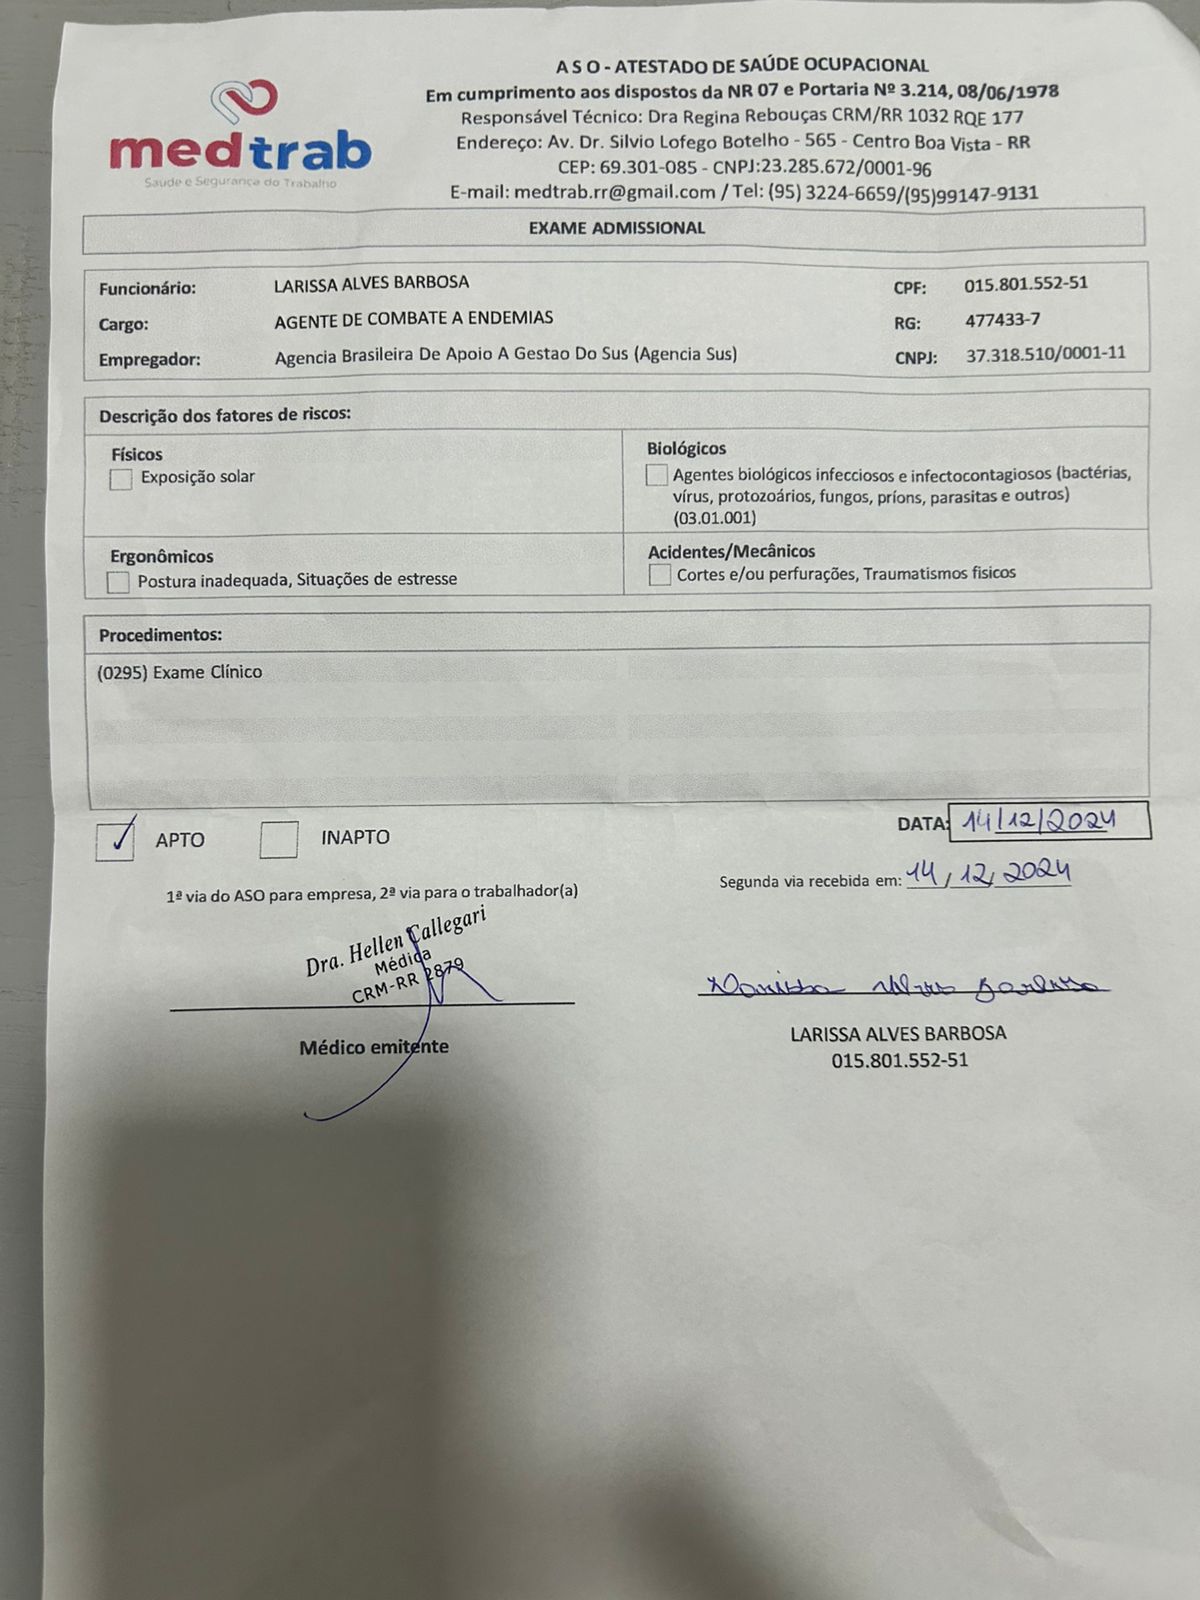 medtrab
Saude e Segurança do Trabalho
A S O - ATESTADO DE SAÚDE OCUPACIONAL
Em cumprimento aos dispostos da NR 07 e Portaria Nº 3.214, 08/06/1978
Responsável Técnico: Dra Regina Rebouças CRM/RR 1032 RQE 177
Endereço: Av. Dr. Silvio Lofego Botelho - 565 - Centro Boa Vista - RR
CEP: 69.301-085 - CNPJ:23.285.672/0001-96
E-mail: medtrab.rr@gmail.com / Tel: (95) 3224-6659/(95)99147-9131
EXAME ADMISSIONAL
Funcionário: LARISSA ALVES BARBOSA CPF: 015.801.552-51
Cargo: AGENTE DE COMBATE A ENDEMIAS RG: 477433-7
Empregador: Agencia Brasileira De Apoio A Gestao Do Sus (Agencia Sus) CNPJ: 37.318.510/0001-11
Descrição dos fatores de riscos:
Físicos
Exposição solar
Biológicos
Agentes biológicos infecciosos e infectocontagiosos (bactérias,
vírus, protozoários, fungos, príons, parasitas e outros)
(03.01.001)
Ergonômicos
Postura inadequada, Situações de estresse
Acidentes/Mecânicos
Cortes e/ou perfurações, Traumatismos fisicos
Procedimentos:
(0295) Exame Clínico
APTO INAPTO DATA: 14/12/2024
1ª via do ASO para empresa, 2ª via para o trabalhador(a)
Segunda via recebida em: 14/12/2024
Dra. Hellen Callegari
Médica
CRM-RR 2879
Médico emitente
Larissa Alves Barbosa
LARISSA ALVES BARBOSA
015.801.552-51